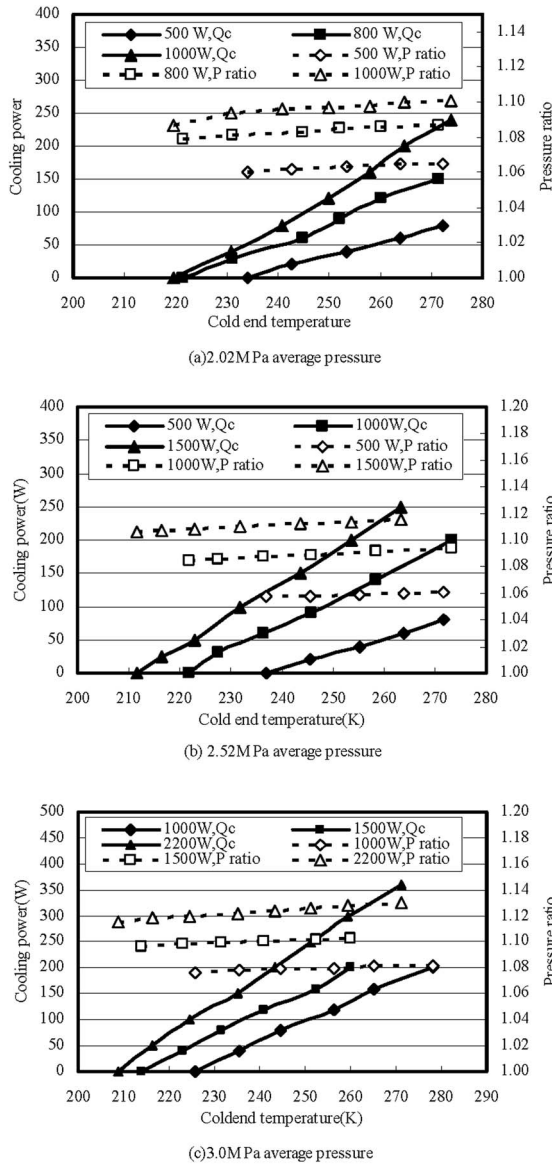 400
350
300
250
200
150
100
50
0
Cooling power
500 W,Qc
800 W,Qc
1000W,Qc
500 W,P ratio
800 W,P ratio
1000W,P ratio
1.14
1.12
1.10
1.08
1.06
1.04
1.02
1.00
Pressure ratio
200 210 220 230 240 250 260 270 280
Cold end temperature
(a)2.02MPa average pressure
400
350
300
250
200
150
100
50
0
Cooling power(W)
500 W,Qc
1000W,Qc
1500W,Qc
500 W,P ratio
1000W,P ratio
1500W,P ratio
1.20
1.18
1.16
1.14
1.12
1.10
1.08
1.06
1.04
1.02
1.00
Pressure ratio
200 210 220 230 240 250 260 270 280
Cold end temperature(K)
(b) 2.52MPa average pressure
500
450
400
350
300
250
200
150
100
50
0
Cooling power(W)
1000W,Qc
1500W,Qc
2200W,Qc
1000W,P ratio
1500W,P ratio
2200W,P ratio
1.20
1.18
1.16
1.14
1.12
1.10
1.08
1.06
1.04
1.02
1.00
Pressure ratio
200 210 220 230 240 250 260 270 280 290
Coldend temperature(K)
(c)3.0MPa average pressure